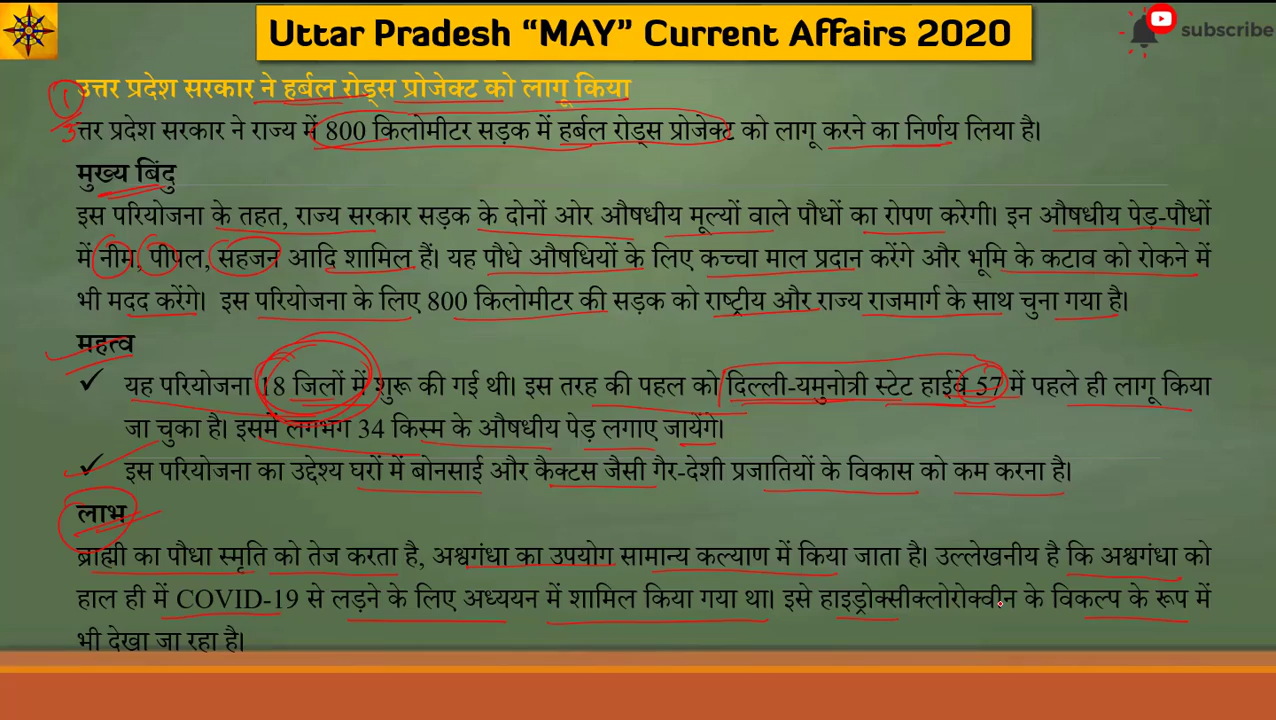 Uttar Pradesh “MAY” Current Affairs 2020
subscribe
उत्तर प्रदेश सरकार ने हर्बल रोड्स प्रोजेक्ट को लागू किया
उत्तर प्रदेश सरकार ने राज्य में 800 किलोमीटर सड़क में हर्बल रोड्स प्रोजेक्ट को लागू करने का निर्णय लिया है।
मुख्य बिंदु
इस परियोजना के तहत, राज्य सरकार सड़क के दोनों ओर औषधीय मूल्यों वाले पौधों का रोपण करेगी। इन औषधीय पेड़-पौधों
में नीम, पीपल, सहजन आदि शामिल हैं। यह पौधे औषधियों के लिए कच्चा माल प्रदान करेंगे और भूमि के कटाव को रोकने में
भी मदद करेंगे। इस परियोजना के लिए 800 किलोमीटर की सड़क को राष्ट्रीय और राज्य राजमार्ग के साथ चुना गया है।
महत्व
✓ यह परियोजना 18 जिलों में शुरू की गई थी। इस तरह की पहल को दिल्ली-यमुनोत्री स्टेट हाईवे 57 में पहले ही लागू किया
जा चुका है। इसमें लगभग 34 किस्म के औषधीय पेड़ लगाए जायेंगे।
✓ इस परियोजना का उद्देश्य घरों में बोनसाई और कैक्टस जैसी गैर-देशी प्रजातियों के विकास को कम करना है।
लाभ
ब्राह्मी का पौधा स्मृति को तेज करता है, अश्वगंधा का उपयोग सामान्य कल्याण में किया जाता है। उल्लेखनीय है कि अश्वगंधा को
हाल ही में COVID-19 से लड़ने के लिए अध्ययन में शामिल किया गया था। इसे हाइड्रोक्सीक्लोरोक्वीन के विकल्प के रूप में
भी देखा जा रहा है।